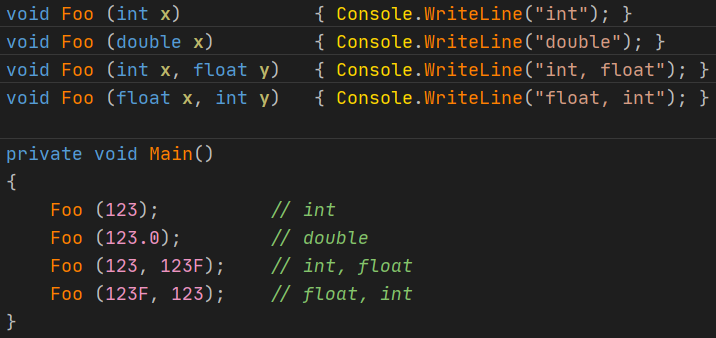 void Foo (int x)            { Console.WriteLine("int"); }
void Foo (double x)         { Console.WriteLine("double"); }
void Foo (int x, float y)   { Console.WriteLine("int, float"); }
void Foo (float x, int y)   { Console.WriteLine("float, int"); }
private void Main()
{
    Foo (123);          // int
    Foo (123.0);        // double
    Foo (123, 123F);    // int, float
    Foo (123F, 123);    // float, int
}